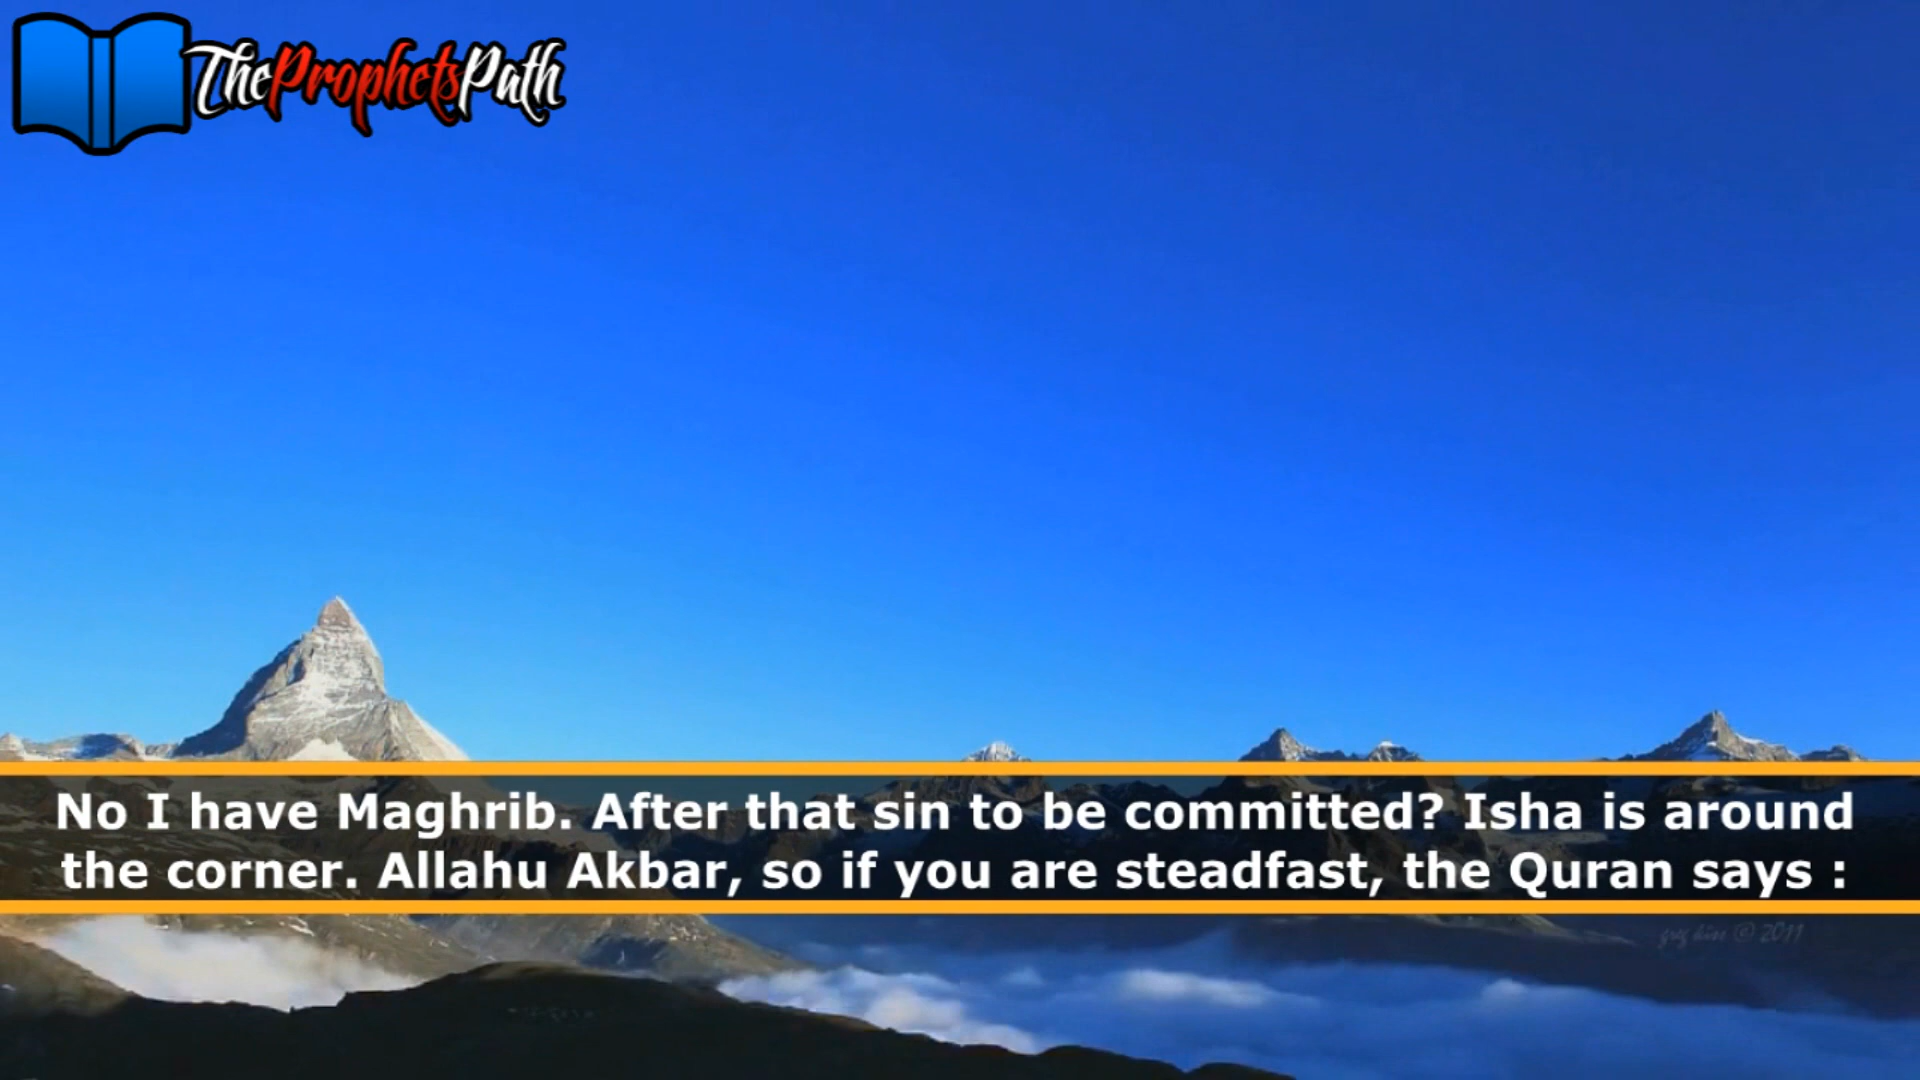 TheProphetsPath
No I have Maghrib. After that sin to be committed? Isha is around
the corner. Allahu Akbar, so if you are steadfast, the Quran says :
© 2011